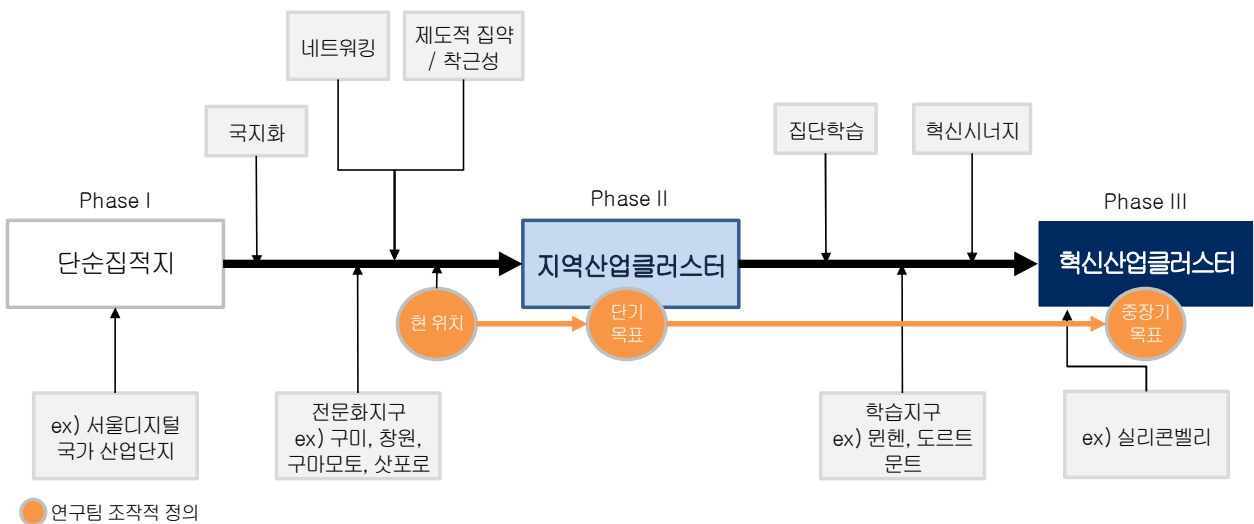 네트워킹
제도적 집약
/ 착근성
국지화
집단학습
혁신시너지
Phase I
Phase II
Phase III
단순집적지
지역산업클러스터
혁신산업클러스터
현 위치
단기
목표
중장기
목표
ex) 서울디지털
국가 산업단지
전문화지구
ex) 구미, 창원,
구마모토, 삿포로
학습지구
ex) 뮌헨, 도르트
문트
ex) 실리콘벨리
연구팀 조작적 정의